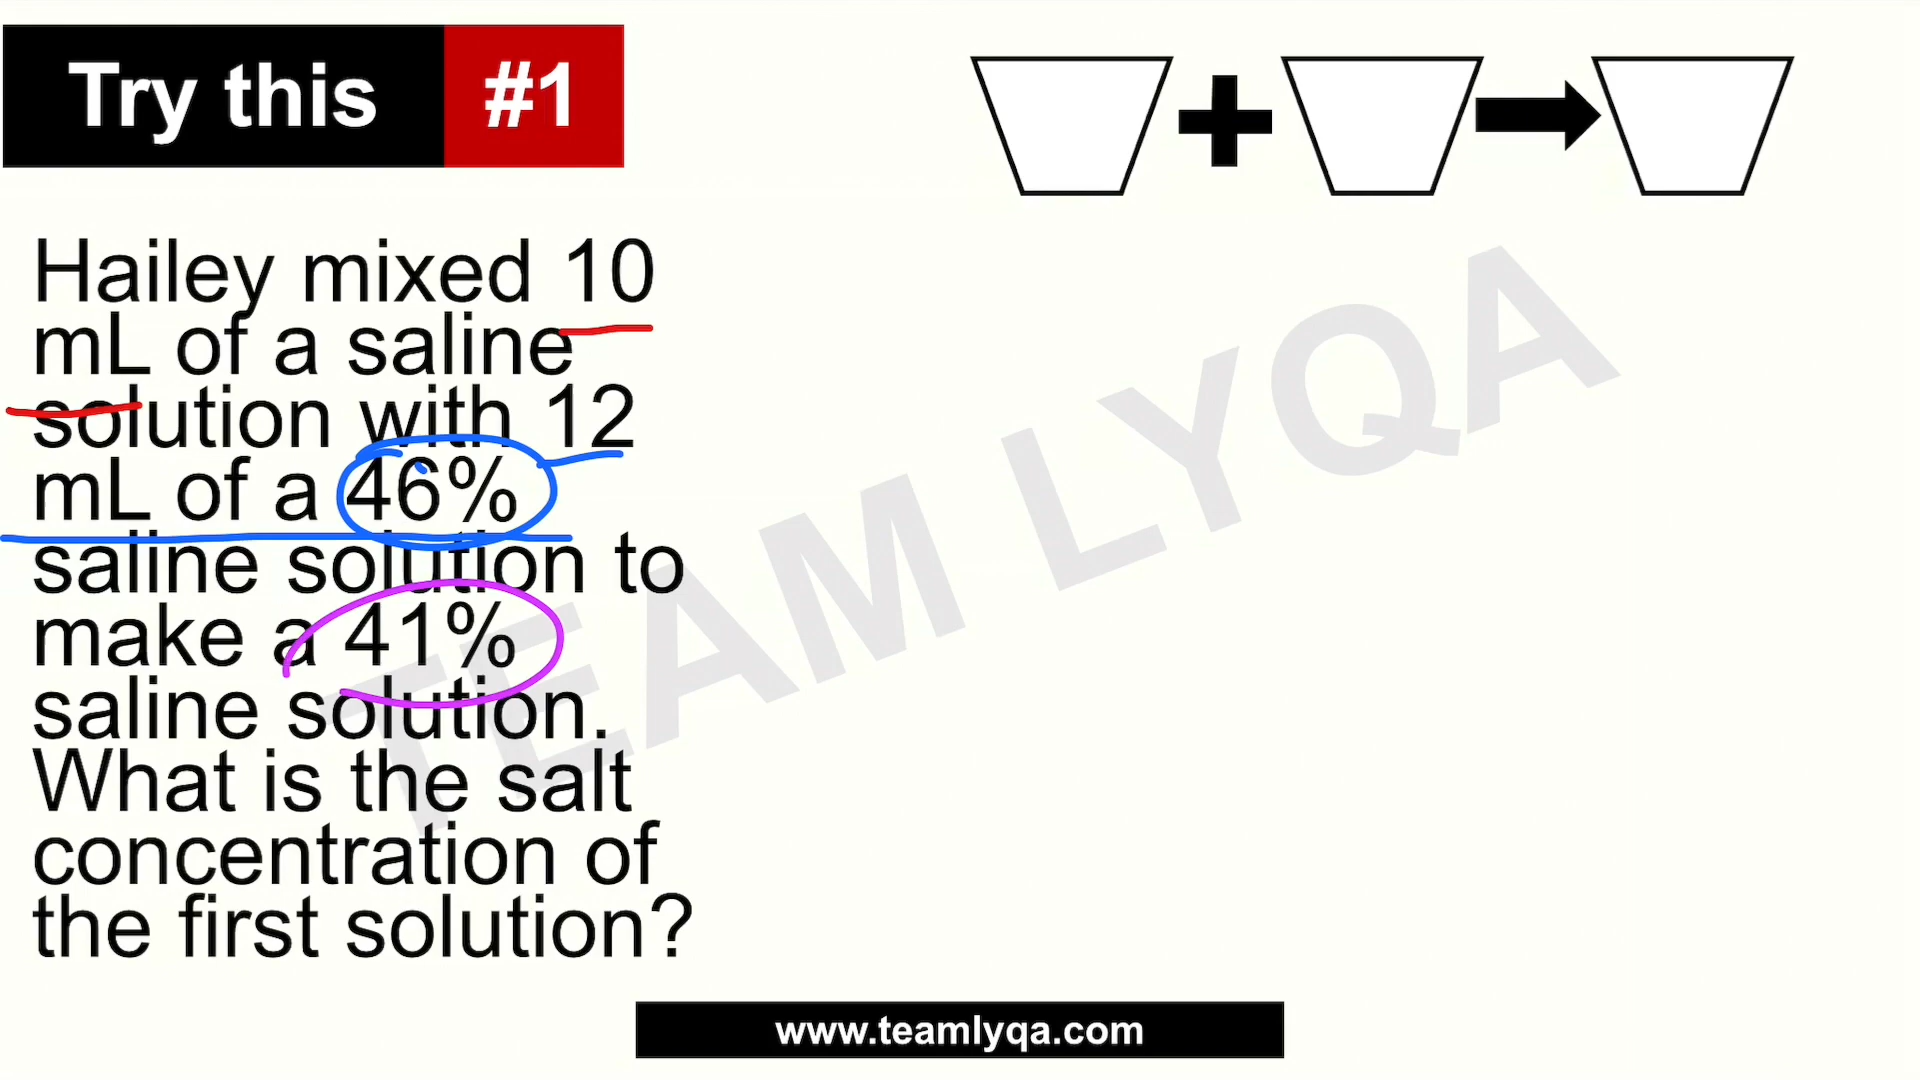 Try this #1
Hailey mixed 10
mL of a saline
solution with 12
mL of a 46%
saline solution to
make a 41%
saline solution.
What is the salt
concentration of
the first solution?
TEAM LYQA
www.teamlyqa.com